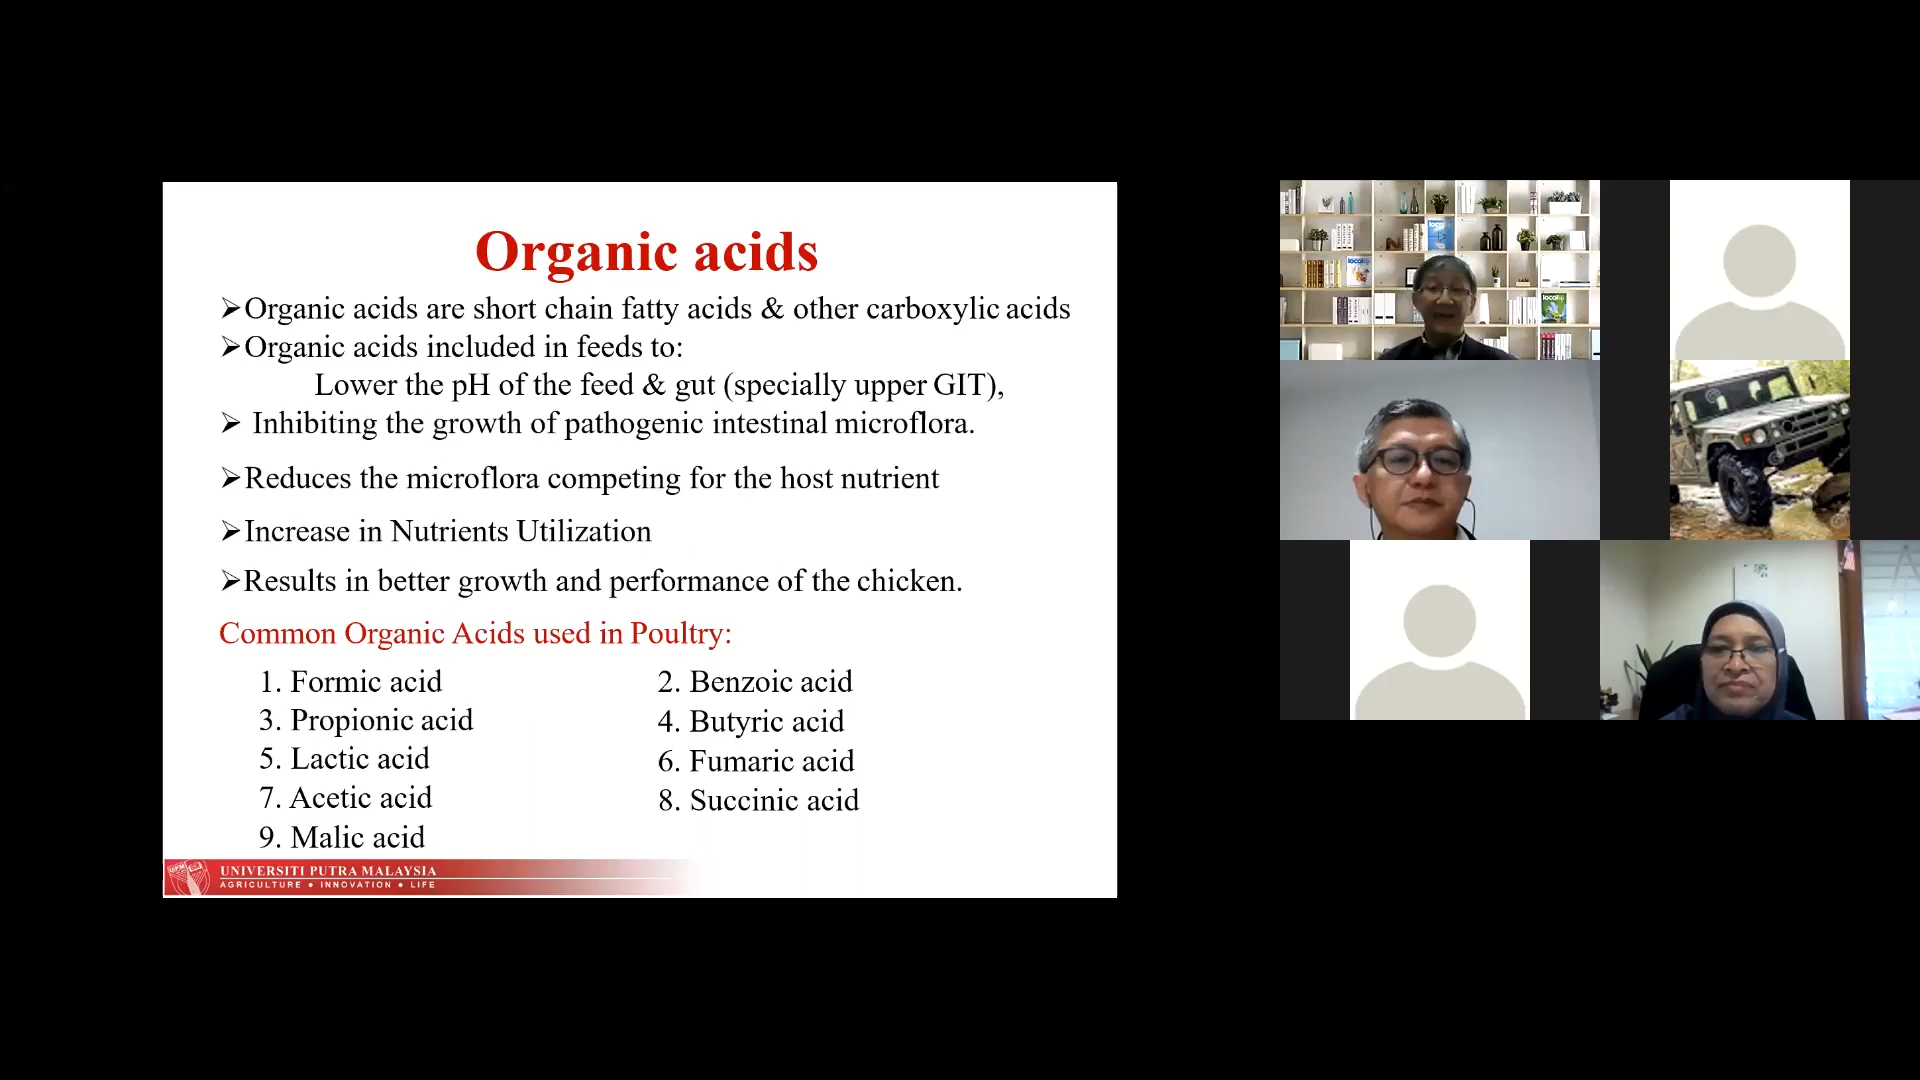 Organic acids
➢Organic acids are short chain fatty acids & other carboxylic acids
➢Organic acids included in feeds to:
Lower the pH of the feed & gut (specially upper GIT),
➢ Inhibiting the growth of pathogenic intestinal microflora.
➢Reduces the microflora competing for the host nutrient
➢Increase in Nutrients Utilization
➢Results in better growth and performance of the chicken.
Common Organic Acids used in Poultry:
1. Formic acid
2. Benzoic acid
3. Propionic acid
4. Butyric acid
5. Lactic acid
6. Fumaric acid
7. Acetic acid
8. Succinic acid
9. Malic acid
UPM
UNIVERSITI PUTRA MALAYSIA
AGRICULTURE ● INNOVATION ● LIFE
local
local
local